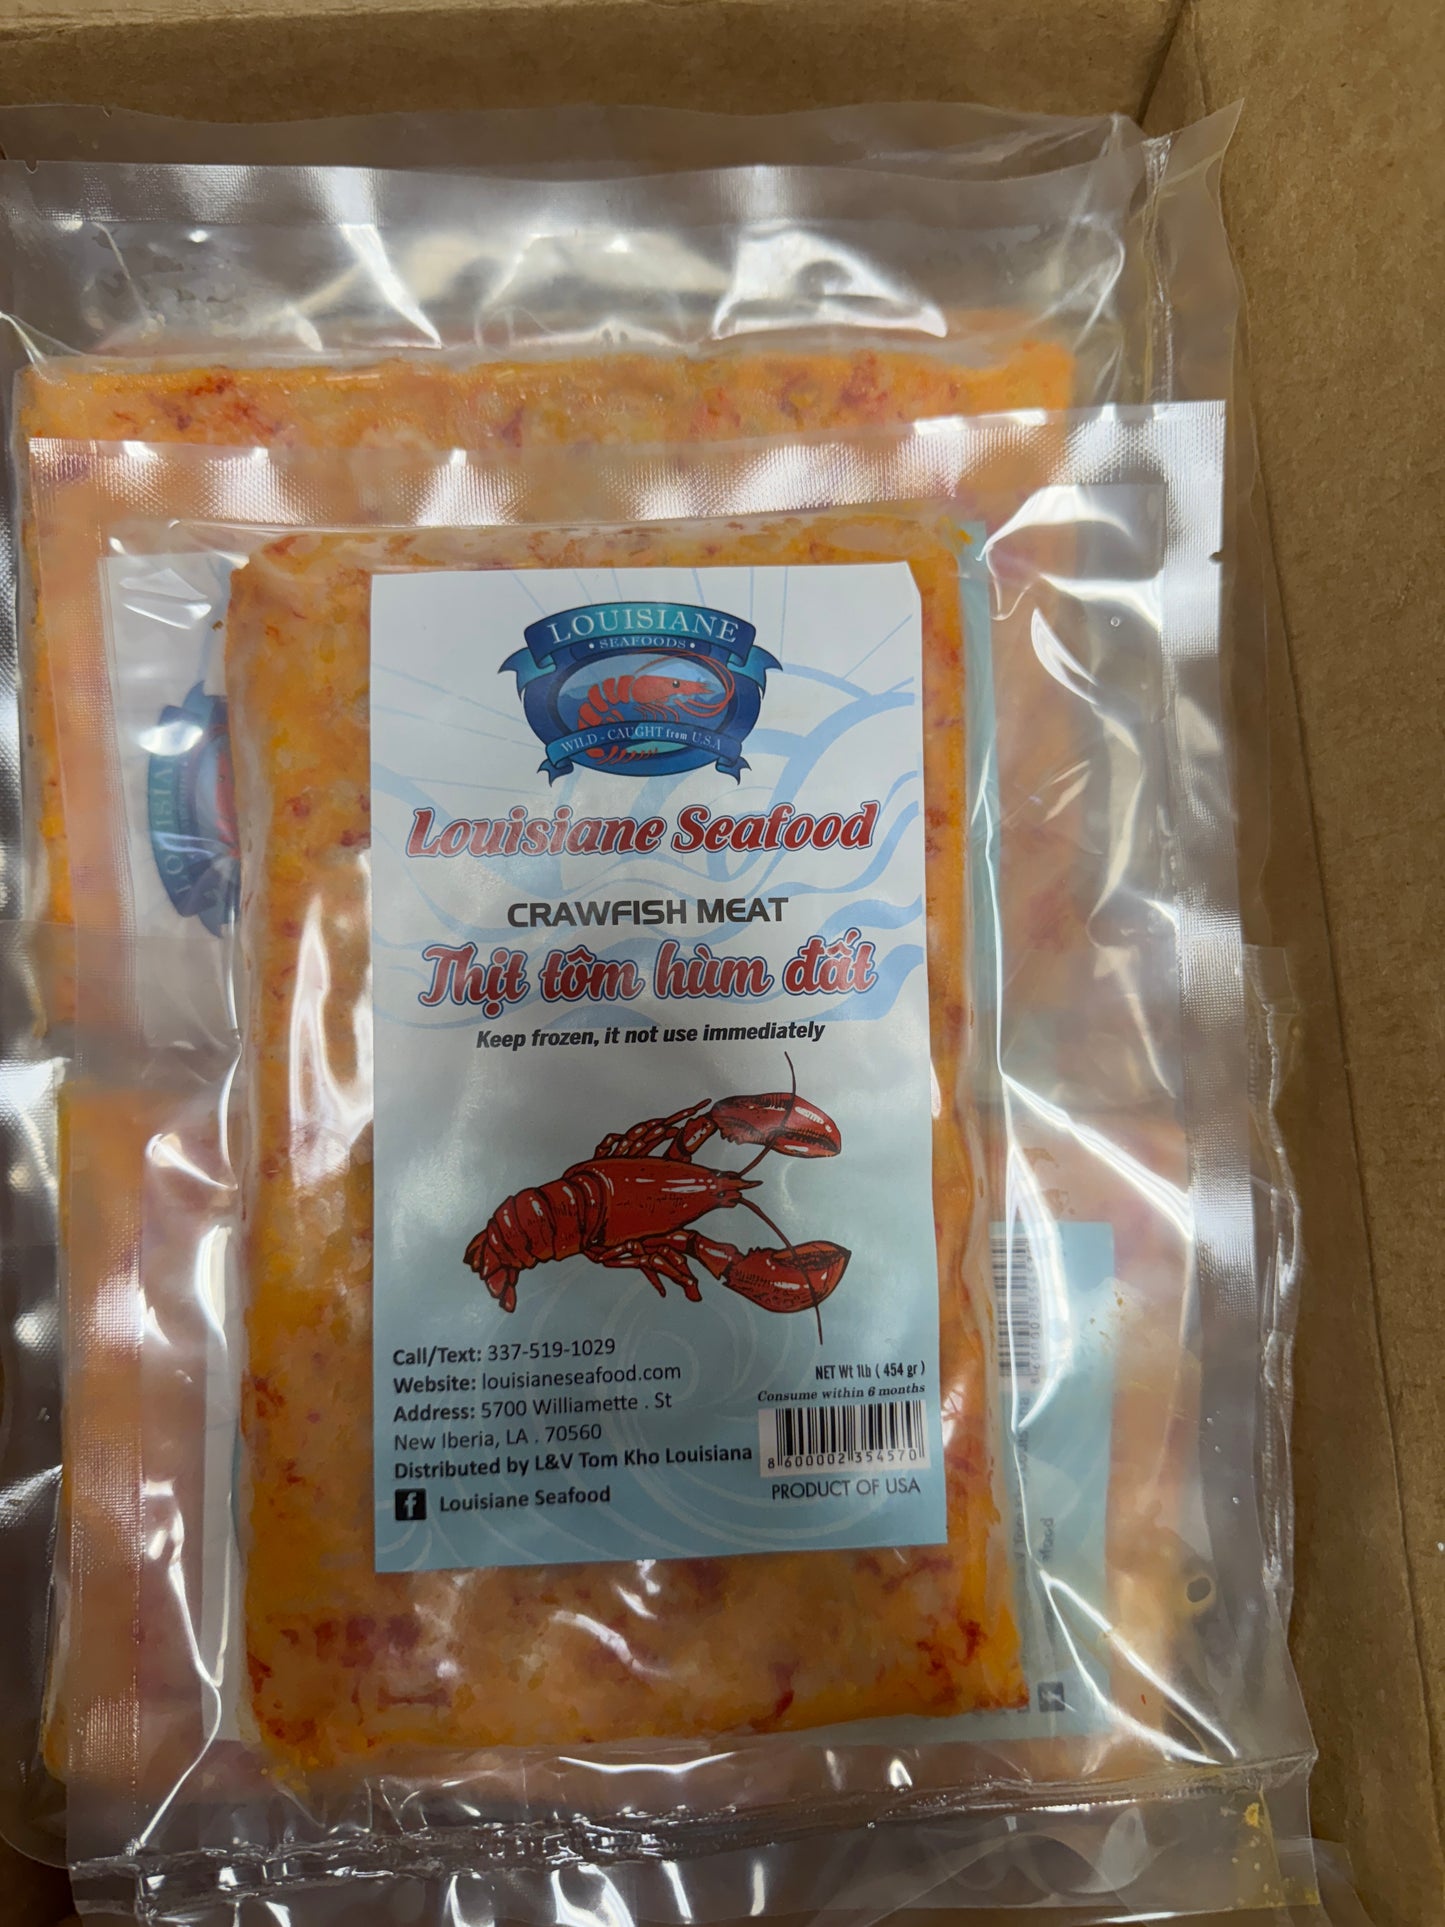 LOUISIANE
• SEAFOODS •
WILD - CAUGHT from U.S.A
Louisiane Seafood
CRAWFISH MEAT
Thịt tôm hùm đất
Keep frozen, it not use immediately
Call/Text: 337-519-1029
Website: louisianeseafood.com
Address: 5700 Williamette . St
New Iberia, LA . 70560
Distributed by L&V Tom Kho Louisiana
Louisiane Seafood
NET Wt 1lb ( 454 gr )
Consume within 6 months
8 600002 354570
PRODUCT OF USA